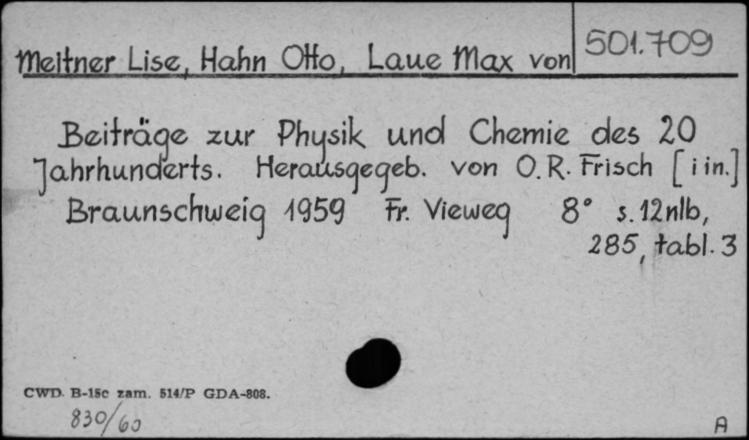 501.709
Meitner Lise, Hahn Otto, Laue Max von
Beiträge zur Physik und Chemie des 20
Jahrhunderts. Herausgegeb. von O.R. Frisch [i in.]
Braunschweig 1959 Fr. Vieweg 8° s. 12nlb,
285, tabl. 3
CWD. B-15c zam. 514/P GDA-808.
830/60
A